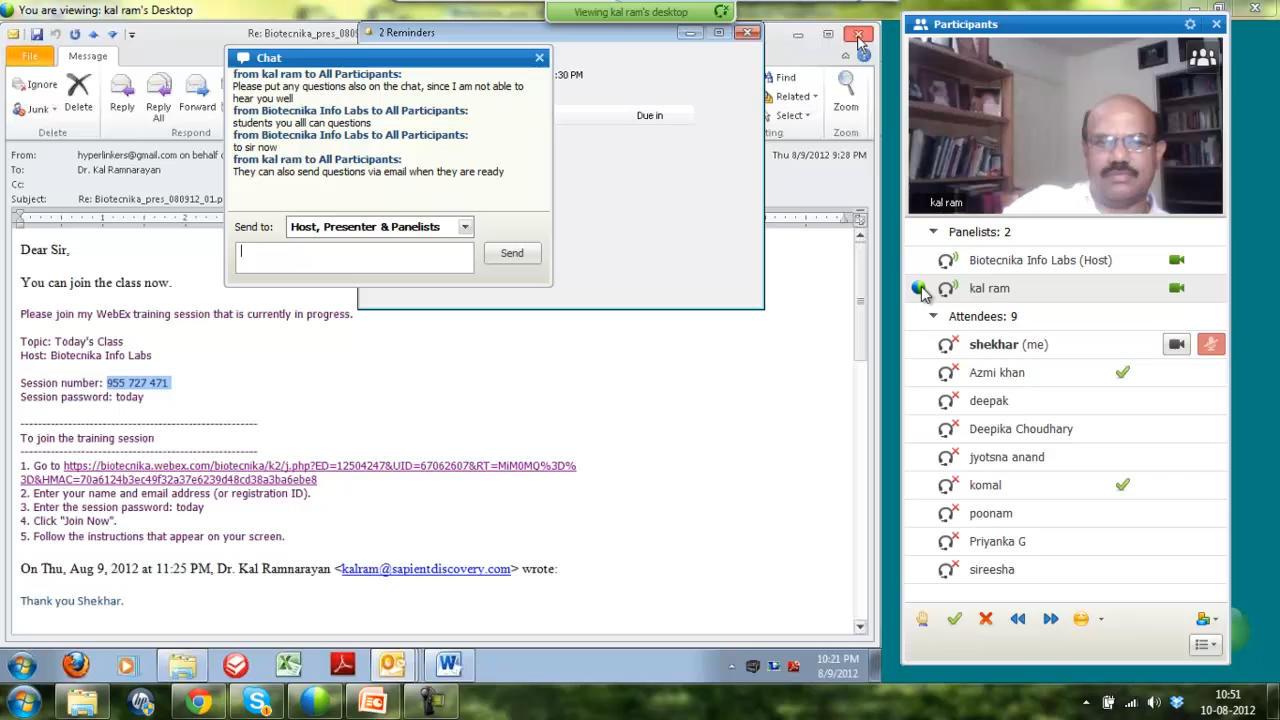 You are viewing: kal ram's Desktop
Viewing kal ram's desktop
Re: Biotecnika_pres_0809
2 Reminders
File
Message
Ignore
Junk
Delete
Reply
Reply
All
Forward
Delete
Respond
Find
Related
Select
Zoom
Zoom
:30 PM
Due in
Chat
from kal ram to All Participants:
Please put any questions also on the chat, since I am not able to
hear you well
from Biotecnika Info Labs to All Participants:
students you alll can questions
from Biotecnika Info Labs to All Participants:
to sir now
from kal ram to All Participants:
They can also send questions via email when they are ready
Send to:
Host, Presenter & Panelists
Send
From:
hyperlinkers@gmail.com on behalf
Thu 8/9/2012 9:28 PM
To:
Dr. Kal Ramnarayan
Cc:
Subject:
Re: Biotecnika_pres_080912_01.p
1
2
Dear Sir,
You can join the class now.
Please join my WebEx training session that is currently in progress.
Topic: Today's Class
Host: Biotecnika Info Labs
Session number: 955 727 471
Session password: today
-------------------------------------------------------
To join the training session
-------------------------------------------------------
1. Go to https://biotecnika.webex.com/biotecnika/k2/j.php?ED=12504247&UID=67062607&RT=MiM0MQ%3D%
3D&HMAC=70a6124b3ec49f32a37e6239d48cd38a3ba6ebe8
2. Enter your name and email address (or registration ID).
3. Enter the session password: today
4. Click "Join Now".
5. Follow the instructions that appear on your screen.
On Thu, Aug 9, 2012 at 11:25 PM, Dr. Kal Ramnarayan <kalram@sapientdiscovery.com> wrote:
Thank you Shekhar.
10:21 PM
8/9/2012
Participants
kal ram
Panelists: 2
Biotecnika Info Labs (Host)
kal ram
Attendees: 9
shekhar (me)
Azmi khan
deepak
Deepika Choudhary
jyotsna anand
komal
poonam
Priyanka G
sireesha
10:51
10-08-2012